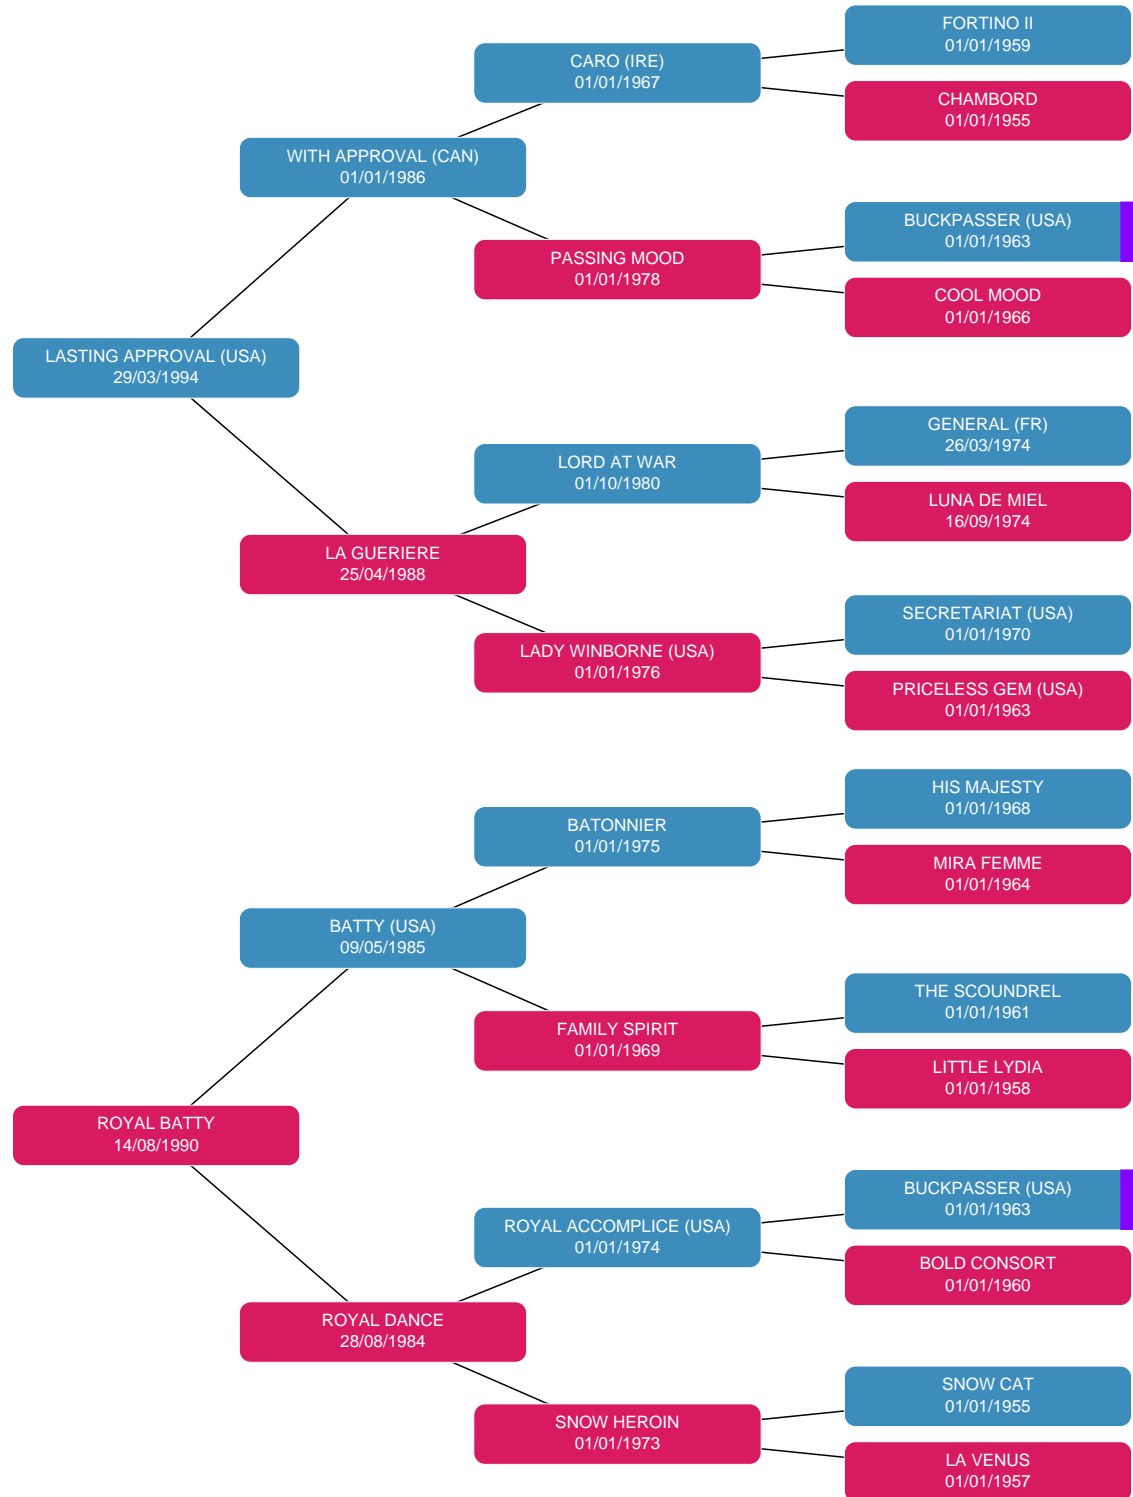 FORTINO II
01/01/1959
CARO (IRE)
01/01/1967
CHAMBORD
01/01/1955
WITH APPROVAL (CAN)
01/01/1986
BUCKPASSER (USA)
01/01/1963
PASSING MOOD
01/01/1978
COOL MOOD
01/01/1966
LASTING APPROVAL (USA)
29/03/1994
GENERAL (FR)
26/03/1974
LORD AT WAR
01/10/1980
LUNA DE MIEL
16/09/1974
LA GUERIERE
25/04/1988
SECRETARIAT (USA)
01/01/1970
LADY WINBORNE (USA)
01/01/1976
PRICELESS GEM (USA)
01/01/1963
HIS MAJESTY
01/01/1968
BATONNIER
01/01/1975
MIRA FEMME
01/01/1964
BATTY (USA)
09/05/1985
THE SCOUNDREL
01/01/1961
FAMILY SPIRIT
01/01/1969
LITTLE LYDIA
01/01/1958
ROYAL BATTY
14/08/1990
BUCKPASSER (USA)
01/01/1963
ROYAL ACCOMPLICE (USA)
01/01/1974
BOLD CONSORT
01/01/1960
ROYAL DANCE
28/08/1984
SNOW CAT
01/01/1955
SNOW HEROIN
01/01/1973
LA VENUS
01/01/1957